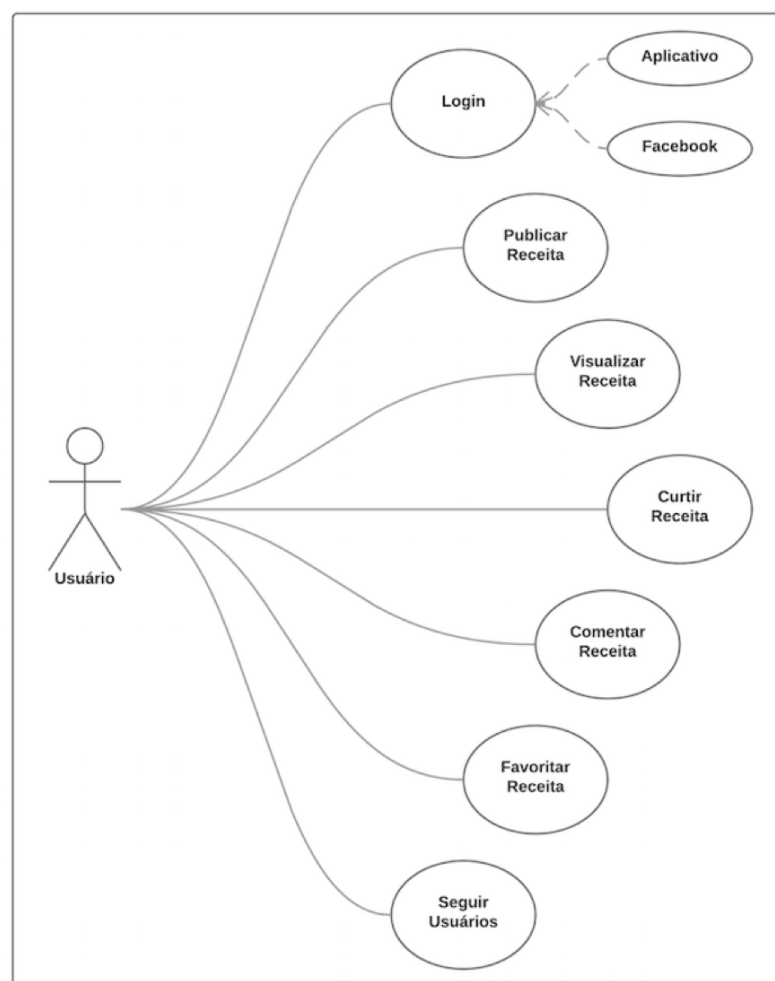 Aplicativo
Login
Facebook
Publicar
Receita
Visualizar
Receita
Curtir
Receita
Usuário
Comentar
Receita
Favoritar
Receita
Seguir
Usuários